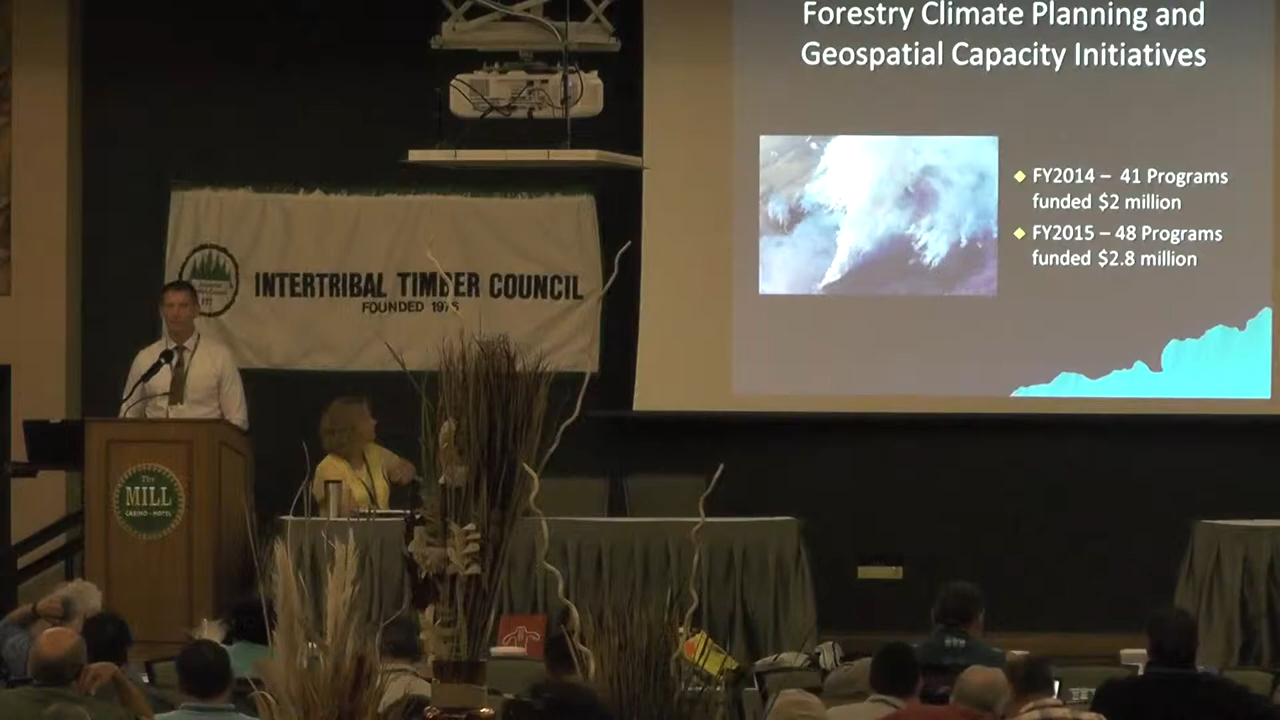 Forestry Climate Planning and
Geospatial Capacity Initiatives
FY2014 – 41 Programs
funded $2 million
FY2015 – 48 Programs
funded $2.8 million
INTERTRIBAL TIMBER COUNCIL
FOUNDED
The
MILL
CASINO • HOTEL